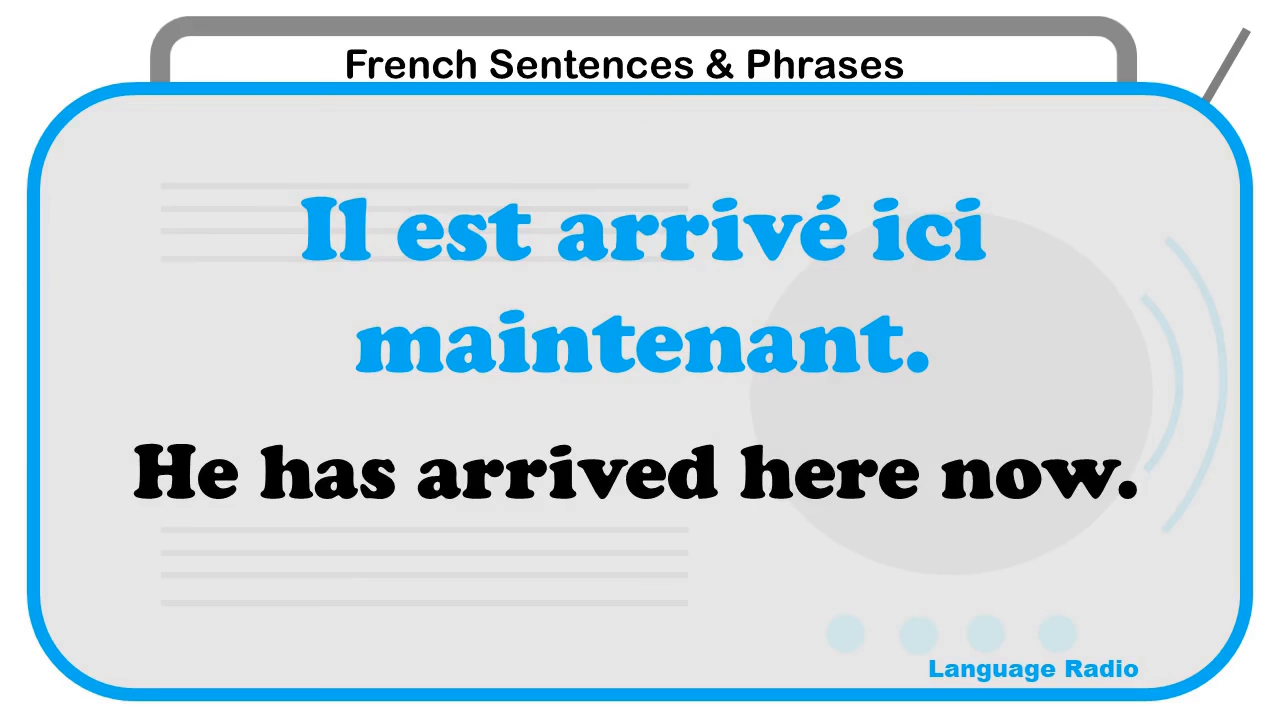 French Sentences & Phrases
Il est arrivé ici
maintenant.
He has arrived here now.
Language Radio